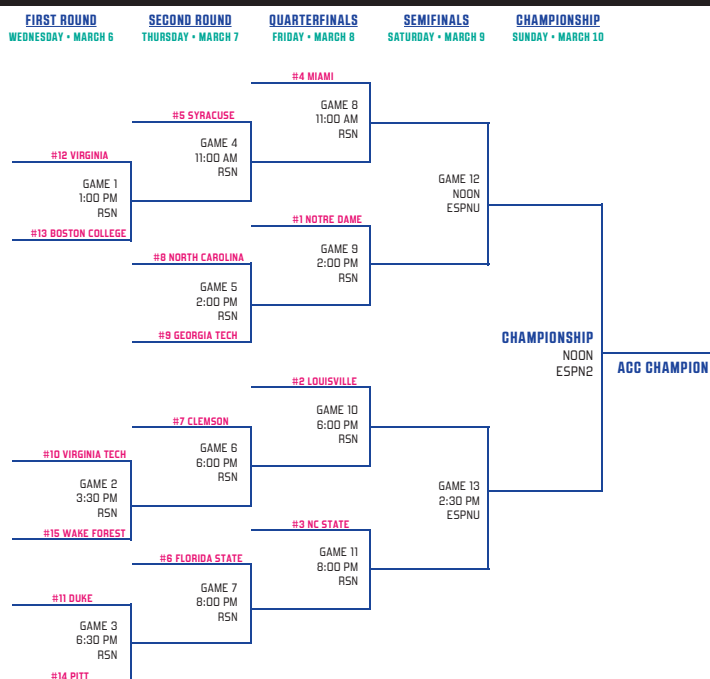 FIRST ROUND
WEDNESDAY • MARCH 6
SECOND ROUND
THURSDAY • MARCH 7
QUARTERFINALS
FRIDAY • MARCH 8
SEMIFINALS
SATURDAY • MARCH 9
CHAMPIONSHIP
SUNDAY • MARCH 10
#12 VIRGINIA
GAME 1
1:00 PM
RSN
#13 BOSTON COLLEGE
#10 VIRGINIA TECH
GAME 2
3:30 PM
RSN
#15 WAKE FOREST
#11 DUKE
GAME 3
6:30 PM
RSN
#14 PITT
#5 SYRACUSE
GAME 4
11:00 AM
RSN
#8 NORTH CAROLINA
GAME 5
2:00 PM
RSN
#9 GEORGIA TECH
#7 CLEMSON
GAME 6
6:00 PM
RSN
#6 FLORIDA STATE
GAME 7
8:00 PM
RSN
#4 MIAMI
GAME 8
11:00 AM
RSN
#1 NOTRE DAME
GAME 9
2:00 PM
RSN
#2 LOUISVILLE
GAME 10
6:00 PM
RSN
#3 NC STATE
GAME 11
8:00 PM
RSN
GAME 12
NOON
ESPNU
GAME 13
2:30 PM
ESPNU
CHAMPIONSHIP
NOON
ESPN2
ACC CHAMPION